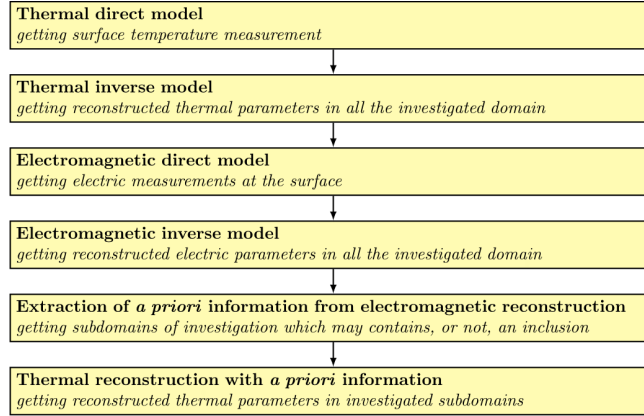 Thermal direct model
getting surface temperature measurement
Thermal inverse model
getting reconstructed thermal parameters in all the investigated domain
Electromagnetic direct model
getting electric measurements at the surface
Electromagnetic inverse model
getting reconstructed electric parameters in all the investigated domain
Extraction of a priori information from electromagnetic reconstruction
getting subdomains of investigation which may contains, or not, an inclusion
Thermal reconstruction with a priori information
getting reconstructed thermal parameters in investigated subdomains